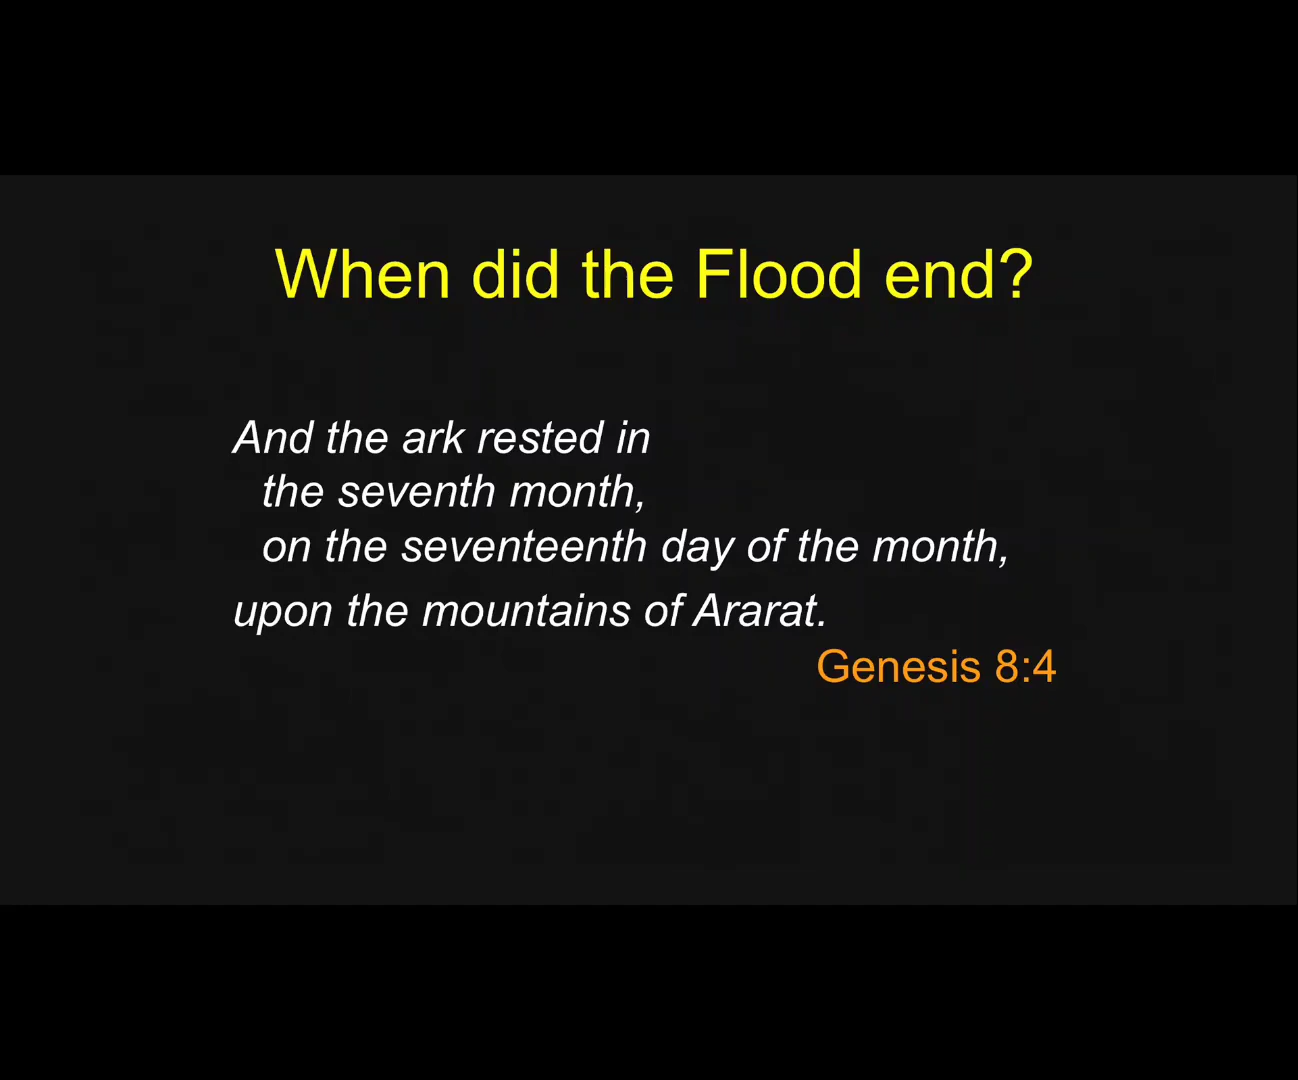 When did the Flood end?
And the ark rested in
the seventh month,
on the seventeenth day of the month,
upon the mountains of Ararat.
Genesis 8:4